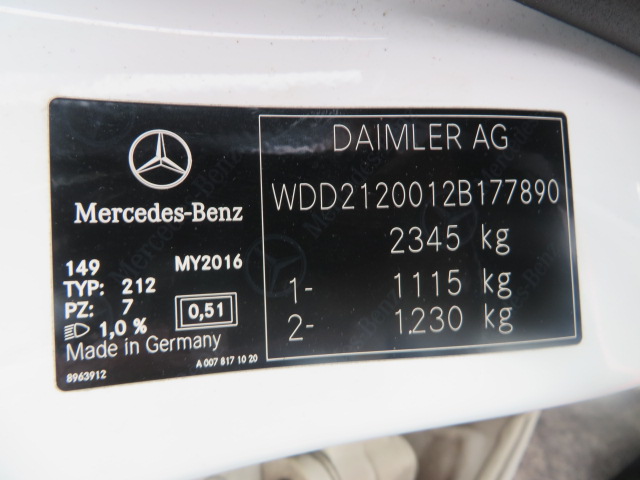 Mercedes-Benz
149 MY2016
TYP: 212
PZ: 7
1,0 % 0,51
Made in Germany
8963912 A 007 817 10 20
DAIMLER AG
WDD2120012B177890
2345 kg
1- 1115 kg
2- 1230 kg